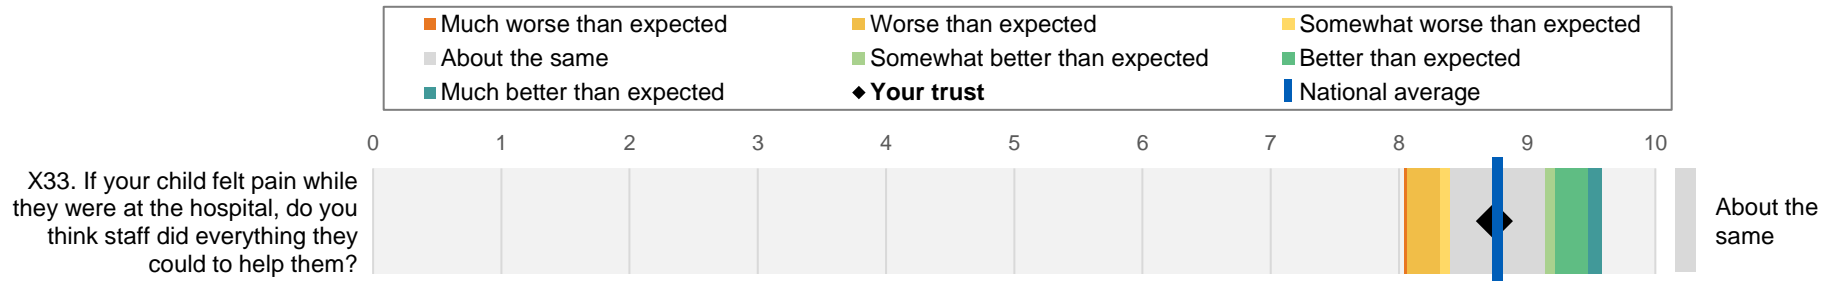 Much worse than expected
Worse than expected
Somewhat worse than expected
About the same
Somewhat better than expected
Better than expected
Much better than expected
Your trust
National average
0 1 2 3 4 5 6 7 8 9 10
X33. If your child felt pain while
they were at the hospital, do you
think staff did everything they
could to help them?
About the
same